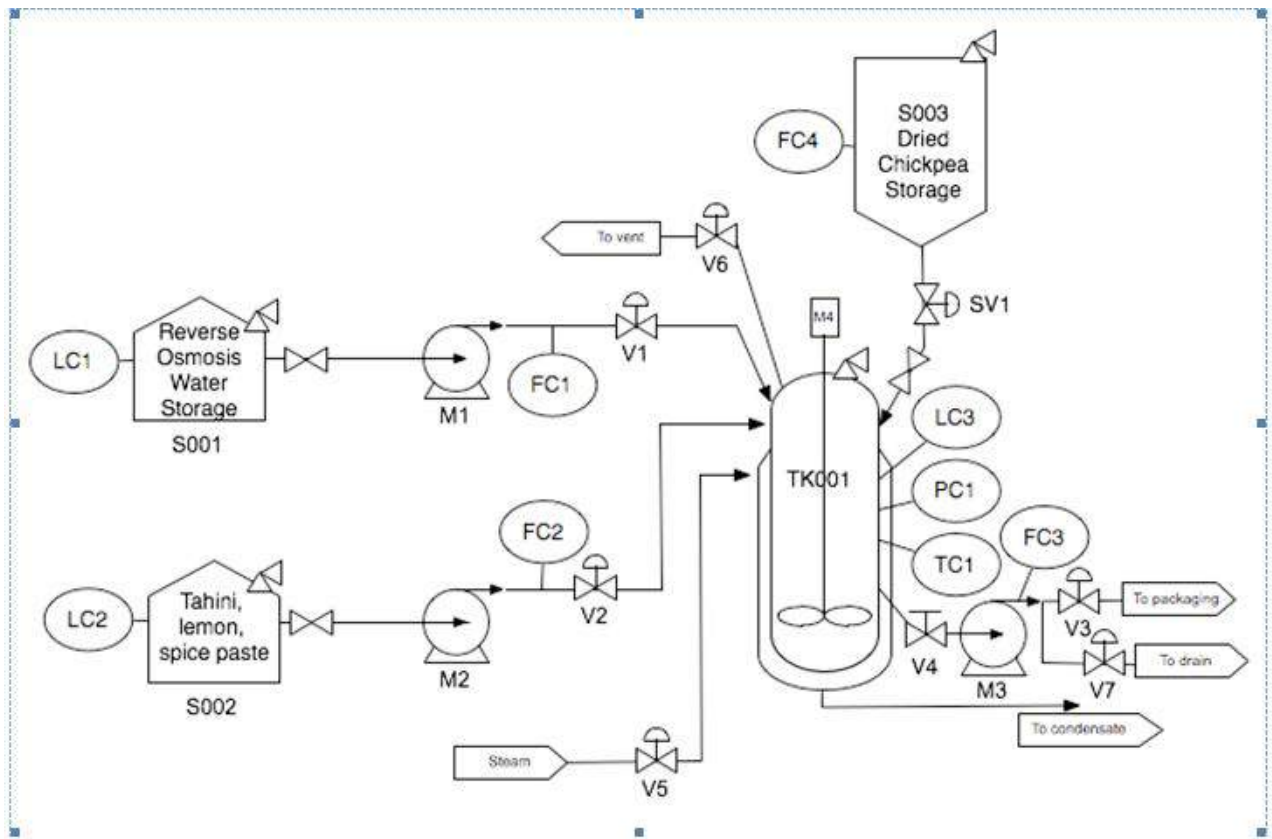 S003
Dried
Chickpea
Storage
FC4
To vent
V6
M4
SV1
Reverse
Osmosis
Water
Storage
S001
LC1
M1
FC1
V1
LC3
PC1
TC1
TK001
FC2
V2
FC3
LC2
Tahini,
lemon,
spice paste
S002
M2
V4
M3
V3
To packaging
To drain
V7
To condensate
Steam
V5